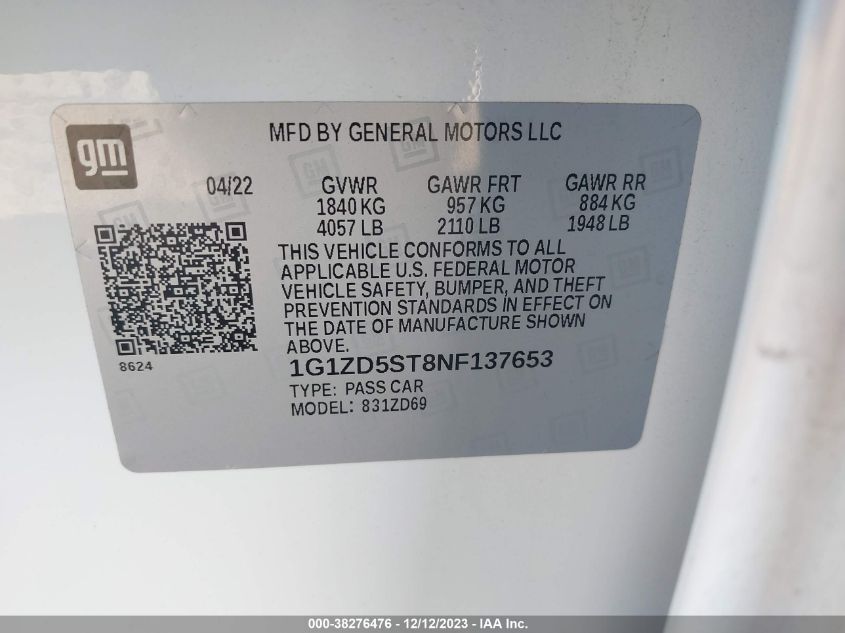 gm
MFD BY GENERAL MOTORS LLC
04/22 GVWR GAWR FRT GAWR RR
1840 KG 957 KG 884 KG
4057 LB 2110 LB 1948 LB
THIS VEHICLE CONFORMS TO ALL
APPLICABLE U.S. FEDERAL MOTOR
VEHICLE SAFETY, BUMPER, AND THEFT
PREVENTION STANDARDS IN EFFECT ON
THE DATE OF MANUFACTURE SHOWN
ABOVE.
8624
1G1ZD5ST8NF137653
TYPE: PASS CAR
MODEL: 831ZD69
000-38276476 - 12/12/2023 - IAA Inc.